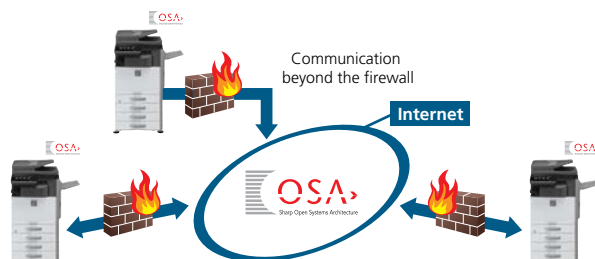 OSA
Communication
beyond the firewall
Internet
OSA
OSA
OSA
Sharp Open Systems Architecture